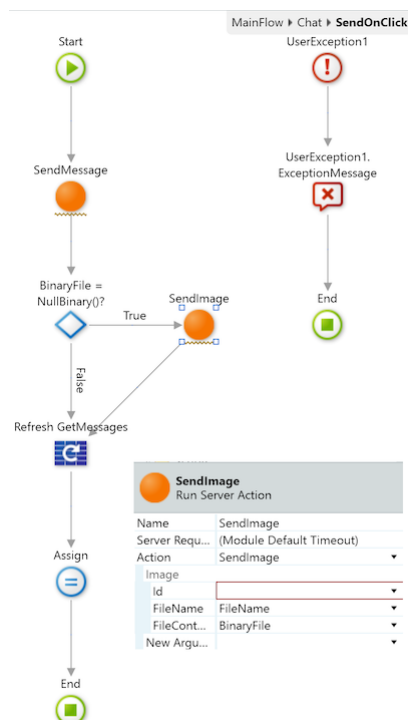 MainFlow Chat SendOnClick
Start
UserException1
SendMessage
UserException1.
ExceptionMessage
BinaryFile =
NullBinary()?
True
SendImage
End
False
Refresh GetMessages
SendImage
Run Server Action
Name SendImage
Server Requ... (Module Default Timeout)
Action SendImage
Image
Id
FileName FileName
FileCont... BinaryFile
New Argu...
Assign
End